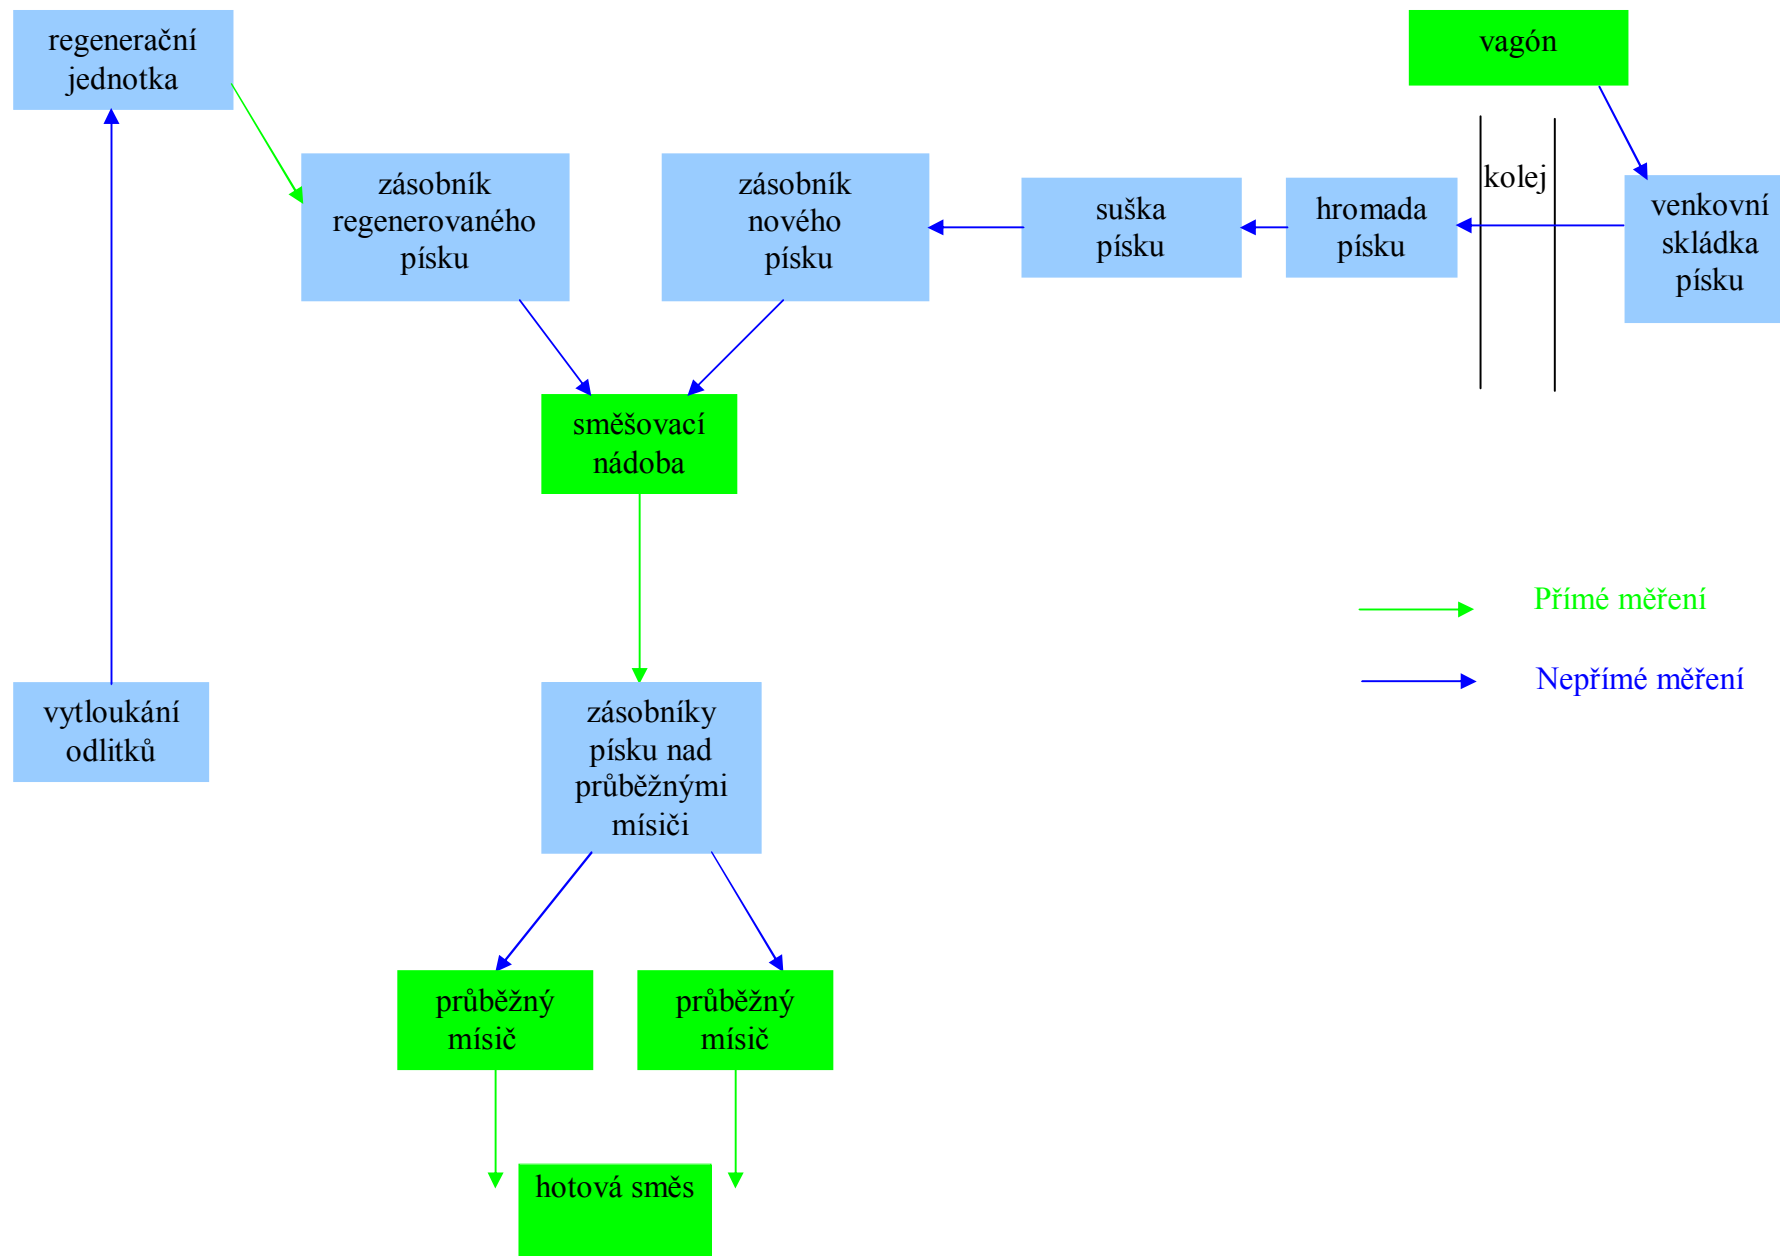 regenerační
jednotka
vagón
zásobník
regenerovaného
písku
zásobník
nového
písku
suška
písku
hromada
písku
kolej
venkovní
skládka
písku
směšovací
nádoba
Přímé měření
Nepřímé měření
vytloukání
odlitků
zásobníky
písku nad
průběžnými
mísiči
průběžný
mísič
průběžný
mísič
hotová směs